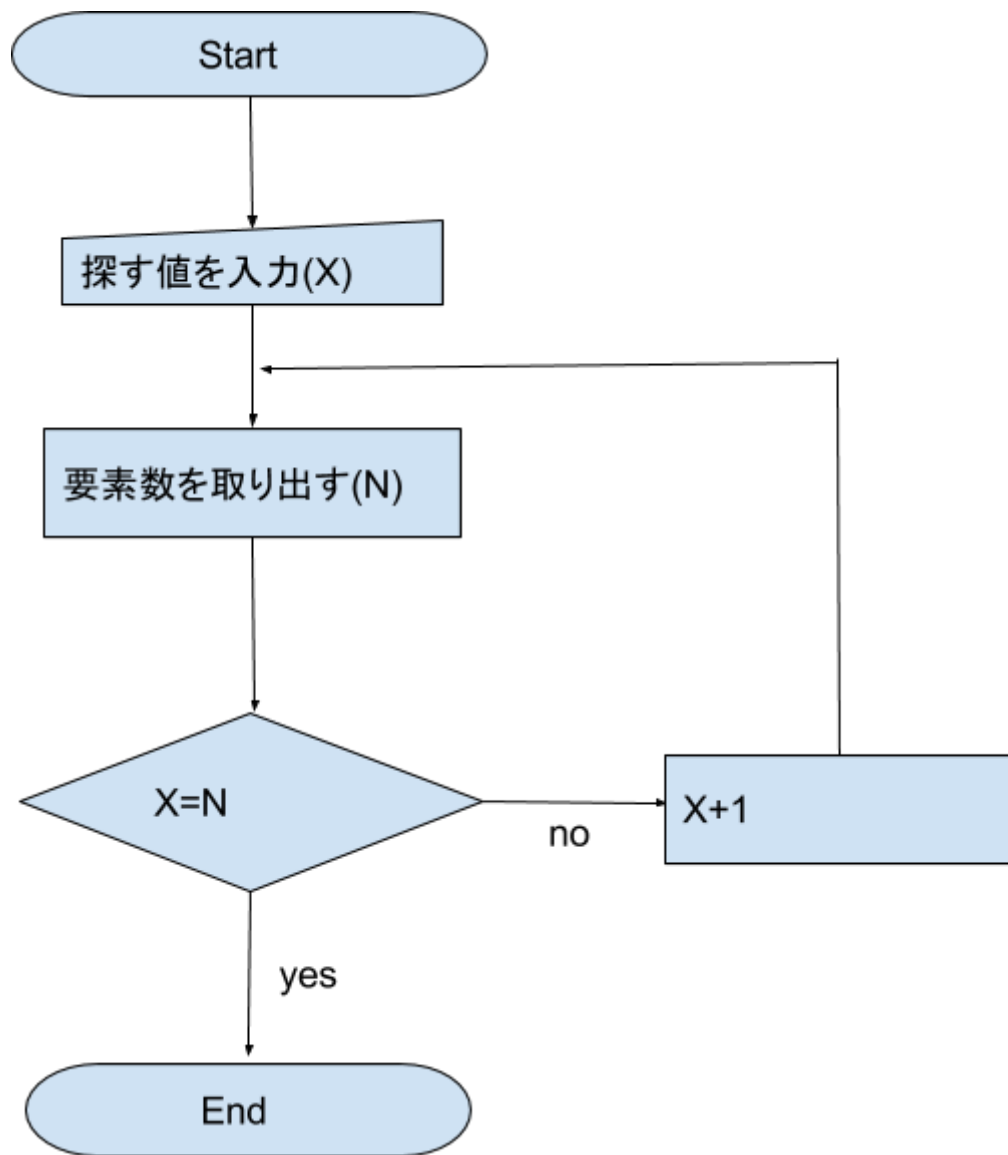 Start
探す値を入力(X)
要素数を取り出す(N)
X=N
no
X+1
yes
End